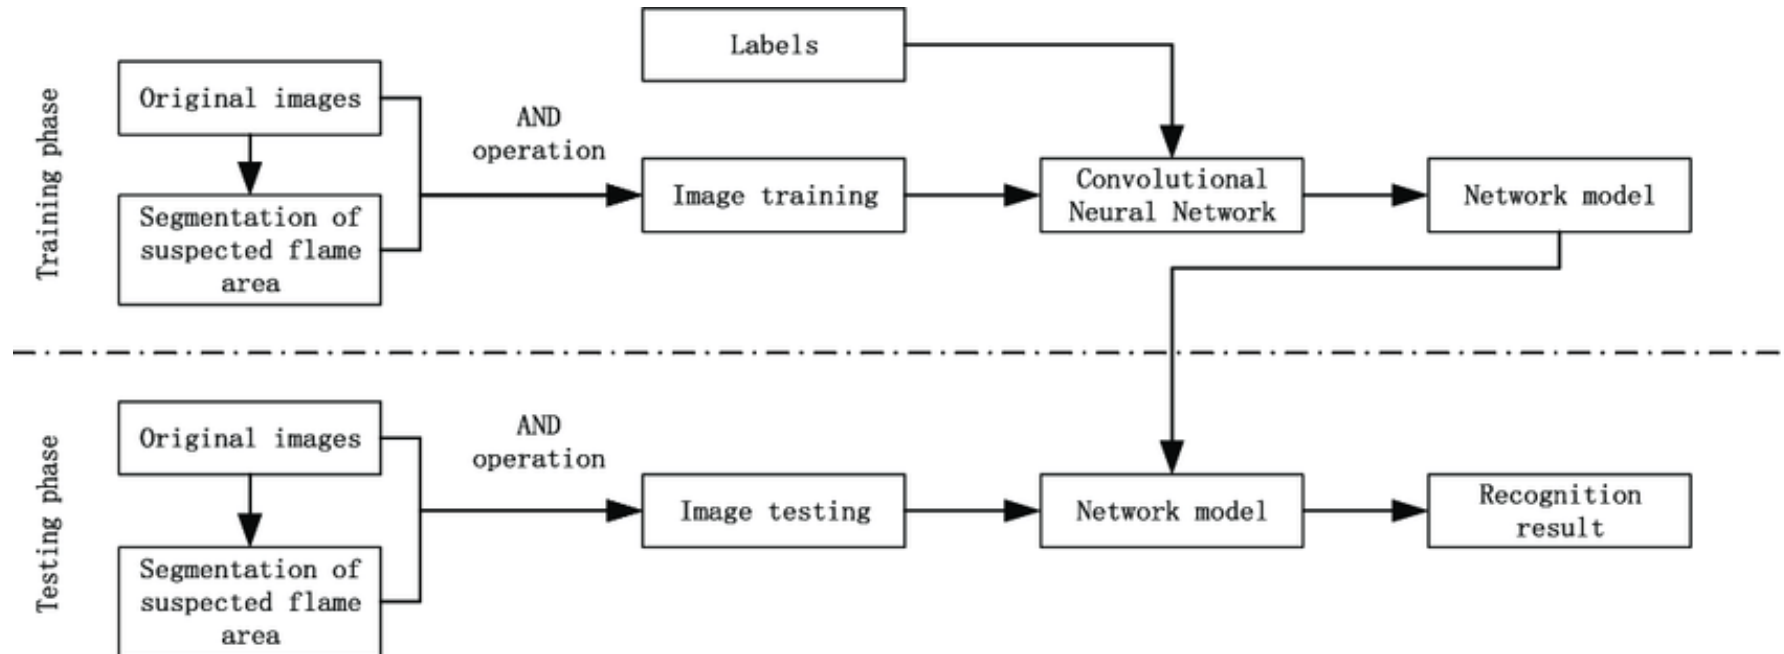 Training phase
Labels
Original images
AND
operation
Segmentation of
suspected flame
area
Image training
Convolutional
Neural Network
Network model
Testing phase
Original images
AND
operation
Segmentation of
suspected flame
area
Image testing
Network model
Recognition
result